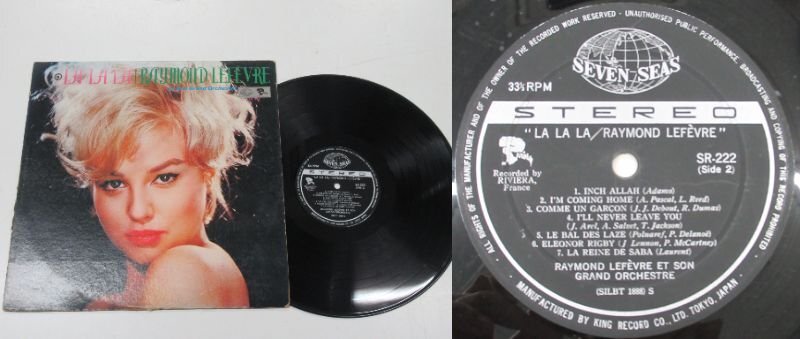 LA LA LA/RAYMOND LEFÈVRE
ALL RIGHTS OF THE MANUFACTURER AND OF THE OWNER OF THE RECORDED WORK RESERVED - UNAUTHORISED PUBLIC PERFORMANCE, BROADCASTING AND COPYING OF THIS RECORD PROHIBITED
SEVEN SEAS
33⅓ RPM
STEREO
"LA LA LA/RAYMOND LEFÈVRE"
SR-222
(Side 2)
Recorded by
RIVIERA,
France
1. INCH ALLAH (Adamo)
2. I'M COMING HOME (A. Pascal, L. Reed)
3. COMME UN GARÇON (J. J. Debout, R. Dumas)
4. I'LL NEVER LEAVE YOU
(J. Arel, A. Salvet, T. Jackson)
5. LE BAL DES LAZE (Polnaref, P. Delanoë)
6. ELEONOR RIGBY (J Lennon, P. McCartney)
7. LA REINE DE SABA (Laurent)
RAYMOND LEFÈVRE ET SON
GRAND ORCHESTRE
(SILBT 1888) S
MANUFACTURED BY KING RECORD CO., LTD. TOKYO, JAPAN
SEVEN SEAS
STEREO